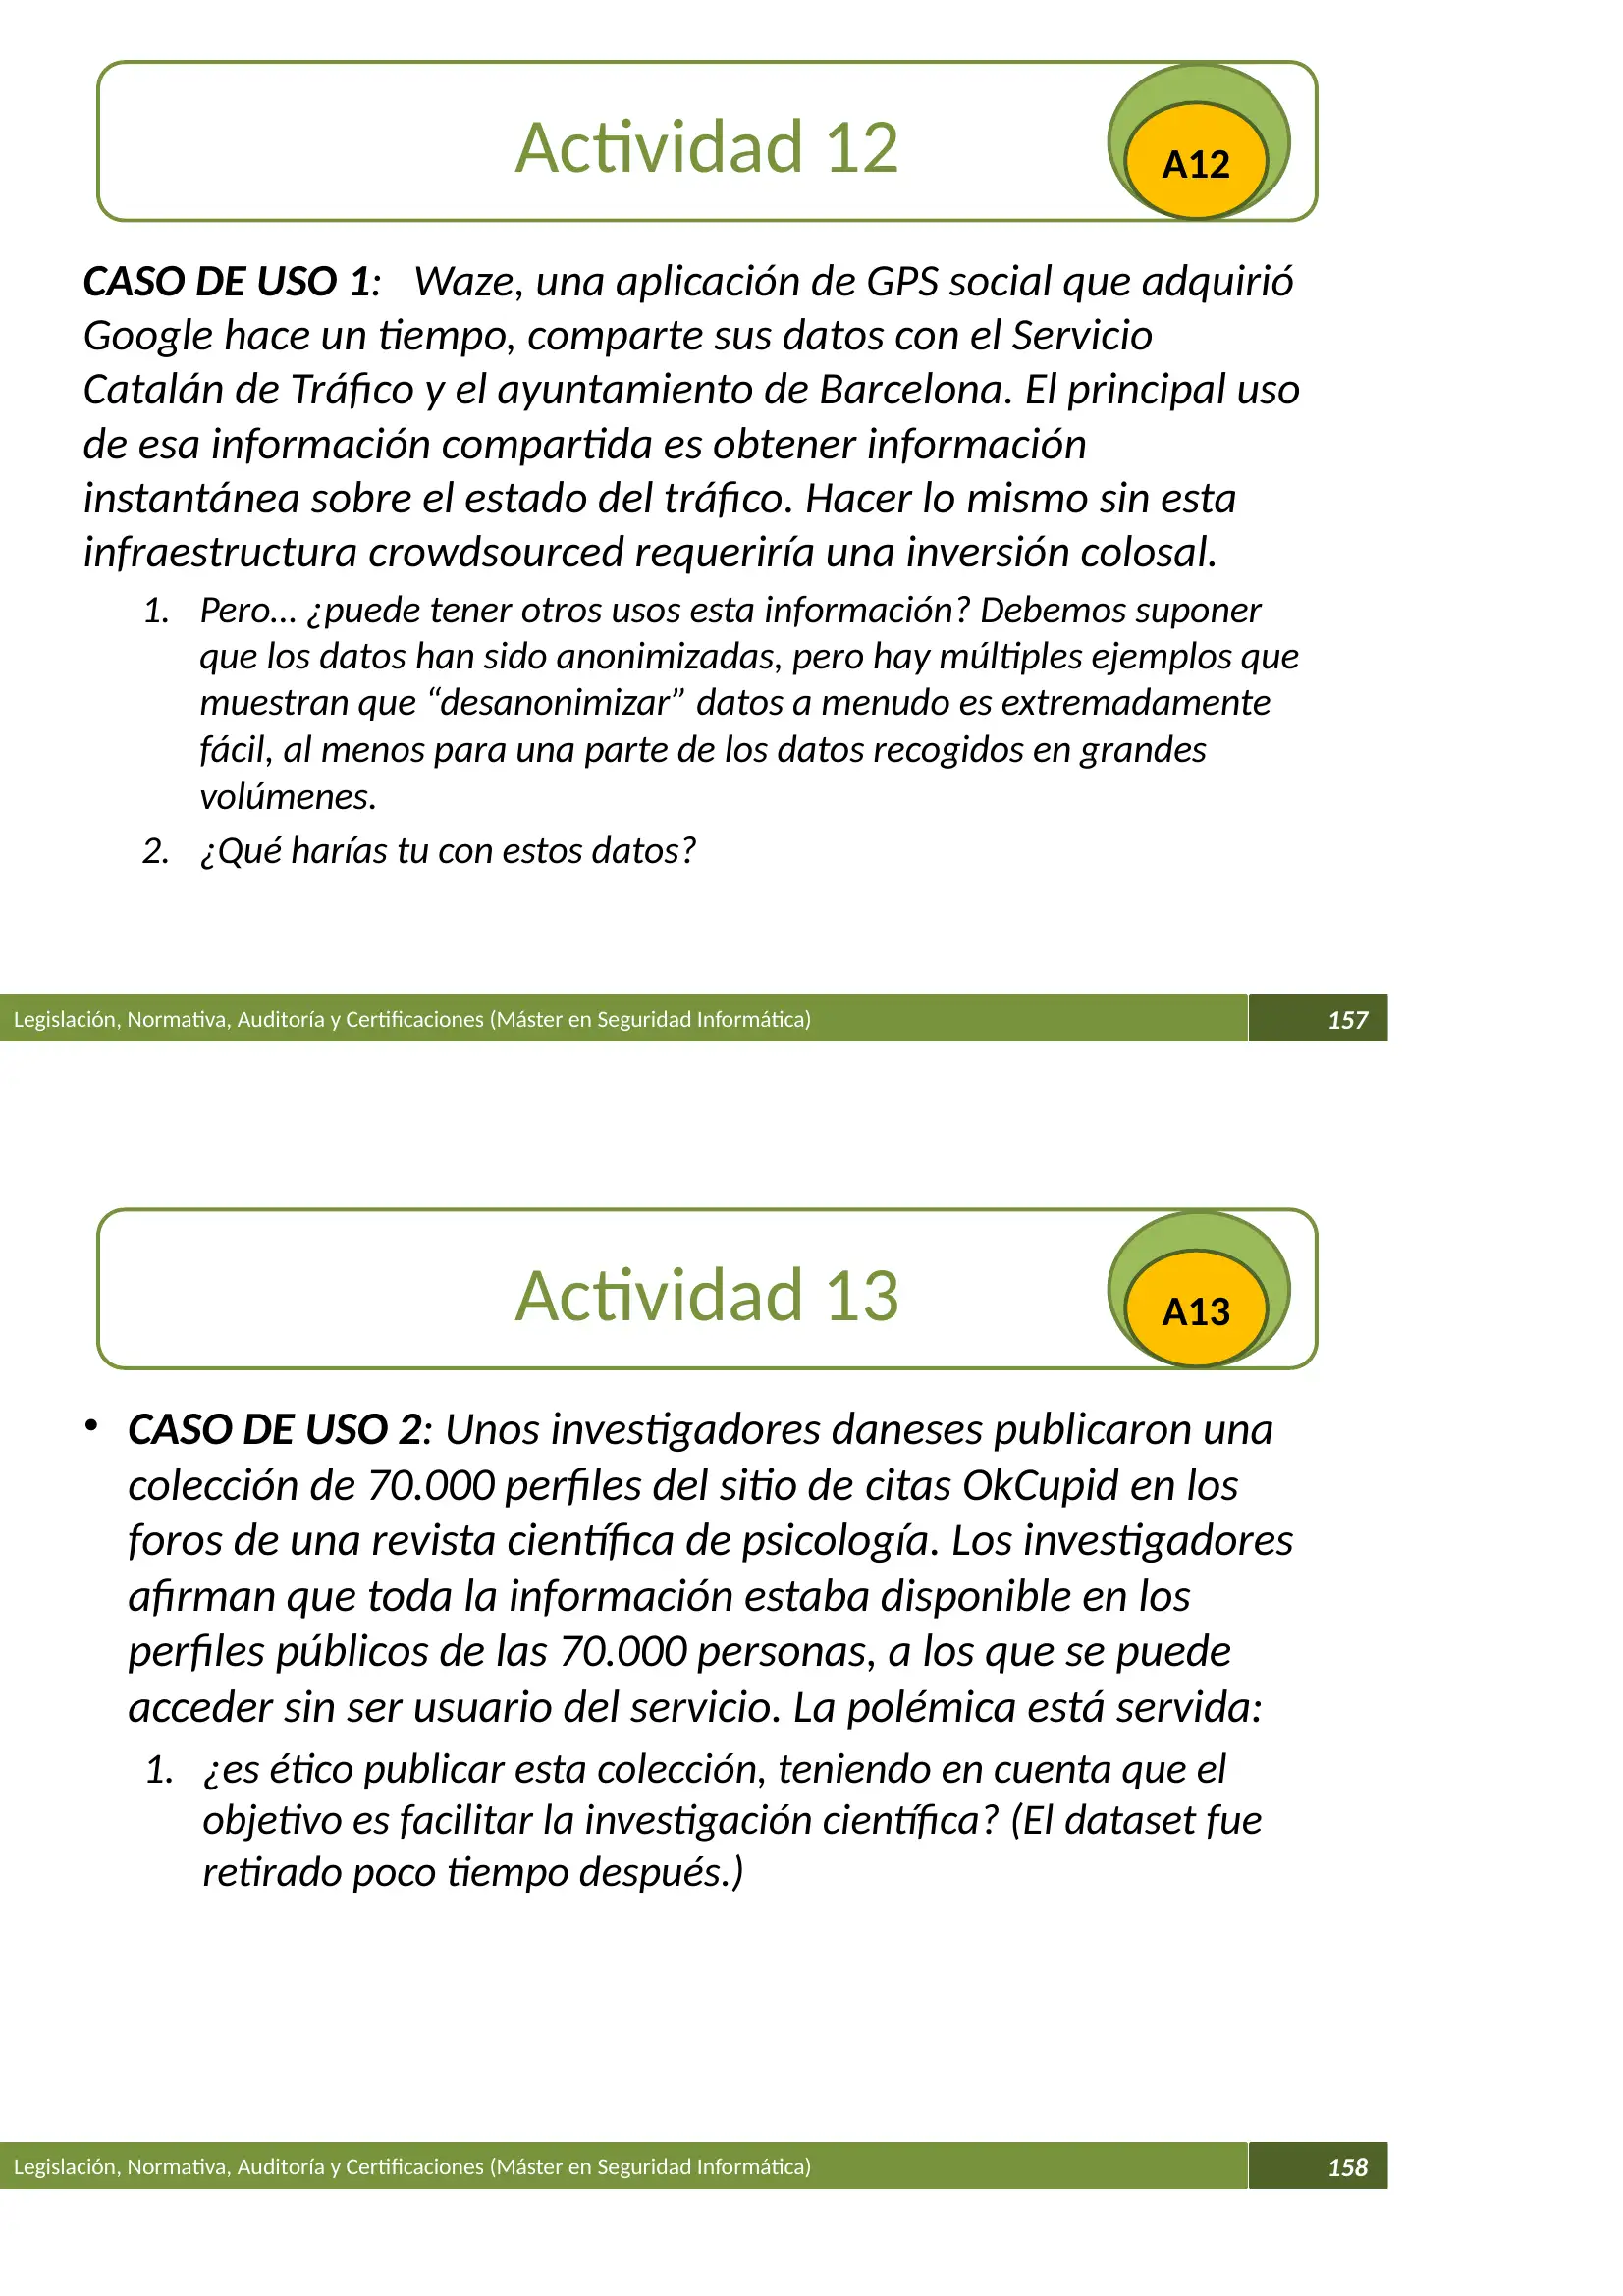 Actividad 12
A12
CASO DE USO 1:   Waze, una aplicación de GPS social que adquirió
Google hace un tiempo, comparte sus datos con el Servicio
Catalán de Tráfico y el ayuntamiento de Barcelona. El principal uso
de esa información compartida es obtener información
instantánea sobre el estado del tráfico. Hacer lo mismo sin esta
infraestructura crowdsourced requeriría una inversión colosal.
1. Pero… ¿puede tener otros usos esta información? Debemos suponer
que los datos han sido anonimizadas, pero hay múltiples ejemplos que
muestran que “desanonimizar” datos a menudo es extremadamente
fácil, al menos para una parte de los datos recogidos en grandes
volúmenes.
2. ¿Qué harías tu con estos datos?
Legislación, Normativa, Auditoría y Certificaciones (Máster en Seguridad Informática)
157
Actividad 13
A13
• CASO DE USO 2: Unos investigadores daneses publicaron una
colección de 70.000 perfiles del sitio de citas OkCupid en los
foros de una revista científica de psicología. Los investigadores
afirman que toda la información estaba disponible en los
perfiles públicos de las 70.000 personas, a los que se puede
acceder sin ser usuario del servicio. La polémica está servida:
1. ¿es ético publicar esta colección, teniendo en cuenta que el
objetivo es facilitar la investigación científica? (El dataset fue
retirado poco tiempo después.)
Legislación, Normativa, Auditoría y Certificaciones (Máster en Seguridad Informática)
158